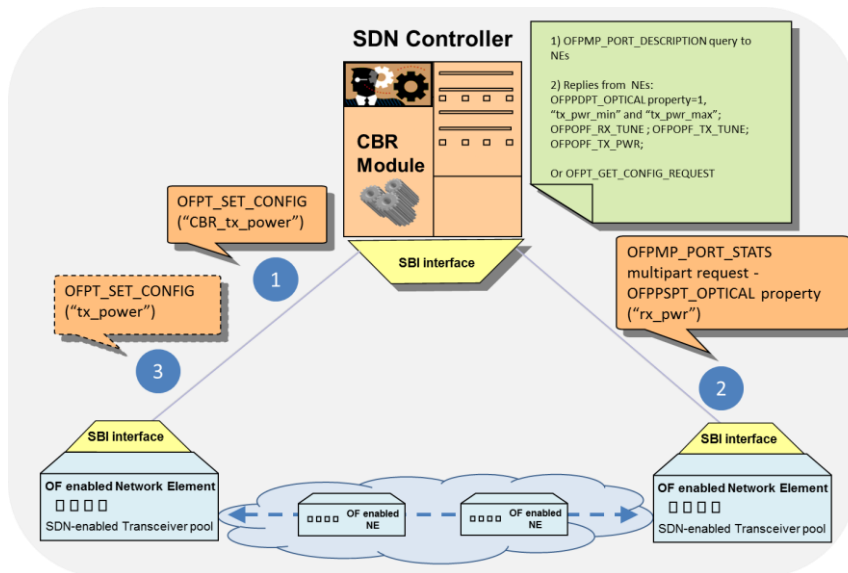 SDN Controller
CBR
Module
SBI interface
1) OFPMP_PORT_DESCRIPTION query to
NEs
2) Replies from NEs:
OFPPDPT_OPTICAL property=1,
“tx_pwr_min” and “tx_pwr_max”;
OFPOPF_RX_TUNE ; OFPOPF_TX_TUNE;
OFPOPF_TX_PWR;
Or OFPT_GET_CONFIG_REQUEST
OFPT_SET_CONFIG
(“CBR_tx_power”)
1
OFPT_SET_CONFIG
(“tx_power”)
3
OFPMP_PORT_STATS
multipart request -
OFPPSPT_OPTICAL property
(“rx_pwr”)
2
SBI interface
OF enabled Network Element
SDN-enabled Transceiver pool
OF enabled
NE
OF enabled
NE
SBI interface
OF enabled Network Element
SDN-enabled Transceiver pool